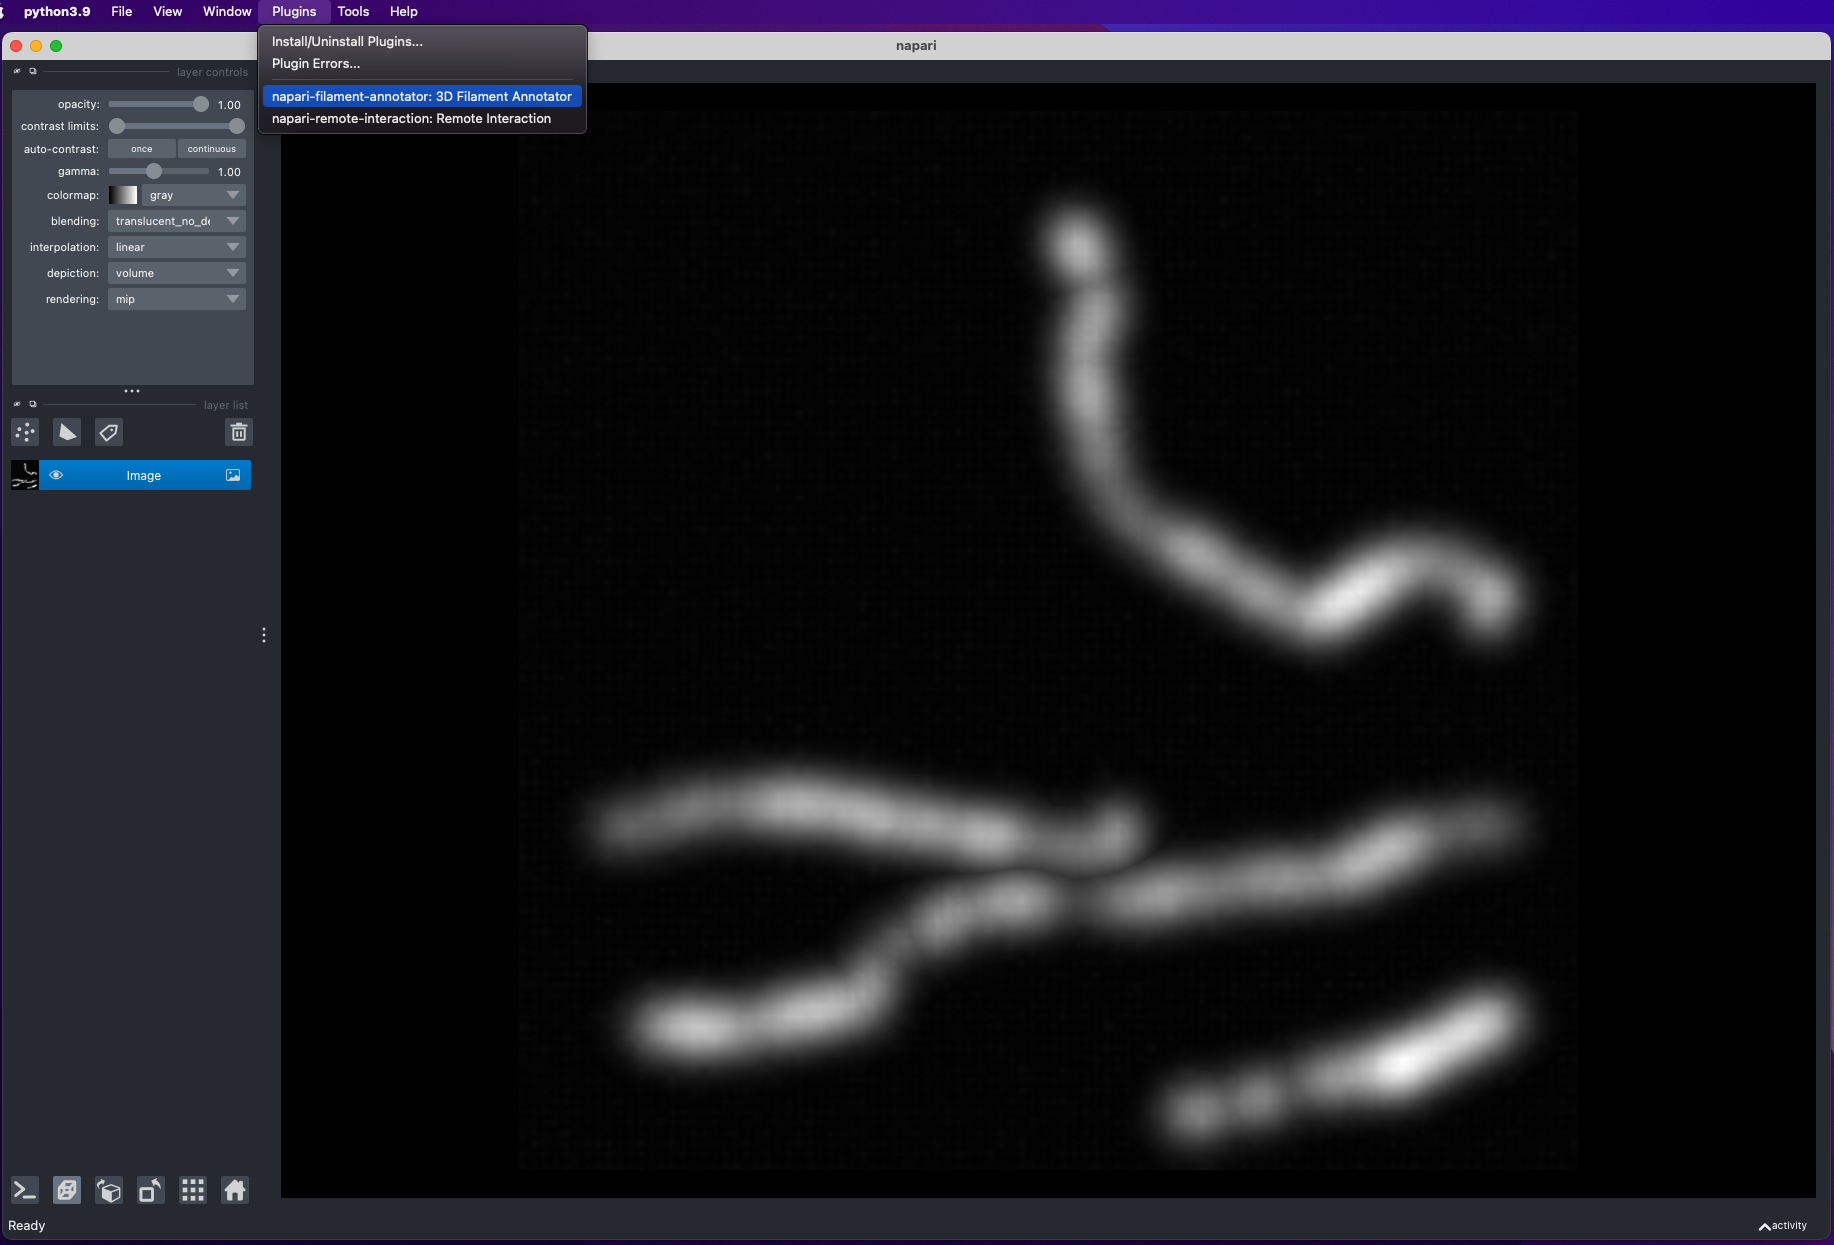 python3.9 File View Window Plugins Tools Help
napari
Install/Uninstall Plugins...
Plugin Errors...
napari-filament-annotator: 3D Filament Annotator
napari-remote-interaction: Remote Interaction
layer controls
opacity: 1.00
contrast limits:
auto-contrast: once continuous
gamma: 1.00
colormap: gray
blending: translucent_no_de
interpolation: linear
depiction: volume
rendering: mip
layer list
Image
Ready
activity